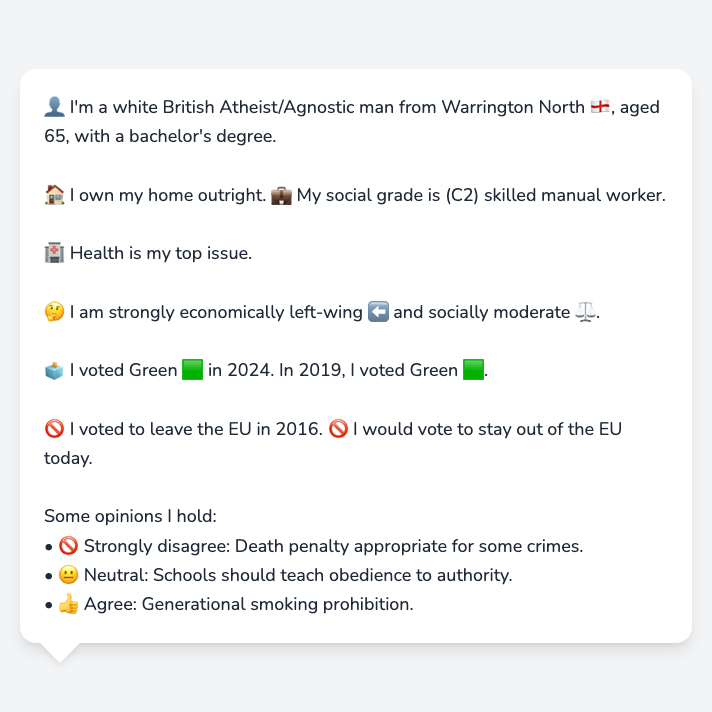 👤 I'm a white British Atheist/Agnostic man from Warrington North 🏴󠁧󠁢󠁥󠁮󠁧󠁿, aged
65, with a bachelor's degree.
🏠 I own my home outright. 💼 My social grade is (C2) skilled manual worker.
🏥 Health is my top issue.
🤔 I am strongly economically left-wing ⬅️ and socially moderate ⚖️.
🗳️ I voted Green 🟩 in 2024. In 2019, I voted Green 🟩.
🚫 I voted to leave the EU in 2016. 🚫 I would vote to stay out of the EU
today.
Some opinions I hold:
• 🚫 Strongly disagree: Death penalty appropriate for some crimes.
• 😐 Neutral: Schools should teach obedience to authority.
• 👍 Agree: Generational smoking prohibition.